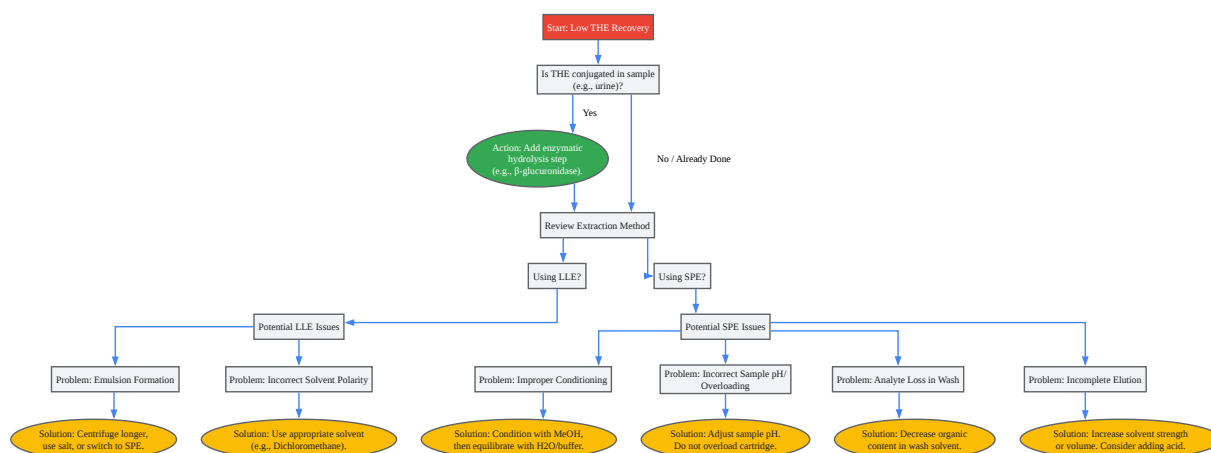 Start: Low THE Recovery
Is THE conjugated in sample
(e.g., urine)?
Yes
Action: Add enzymatic
hydrolysis step
(e.g., β-glucuronidase).
No / Already Done
Review Extraction Method
Using LLE?
Using SPE?
Potential LLE Issues
Potential SPE Issues
Problem: Emulsion Formation
Problem: Incorrect Solvent Polarity
Problem: Improper Conditioning
Problem: Incorrect Sample pH/
Overloading
Problem: Analyte Loss in Wash
Problem: Incomplete Elution
Solution: Centrifuge longer,
use salt, or switch to SPE.
Solution: Use appropriate solvent
(e.g., Dichloromethane).
Solution: Condition with MeOH,
then equilibrate with H2O/buffer.
Solution: Adjust sample pH.
Do not overload cartridge.
Solution: Decrease organic
content in wash solvent.
Solution: Increase solvent strength
or volume. Consider adding acid.